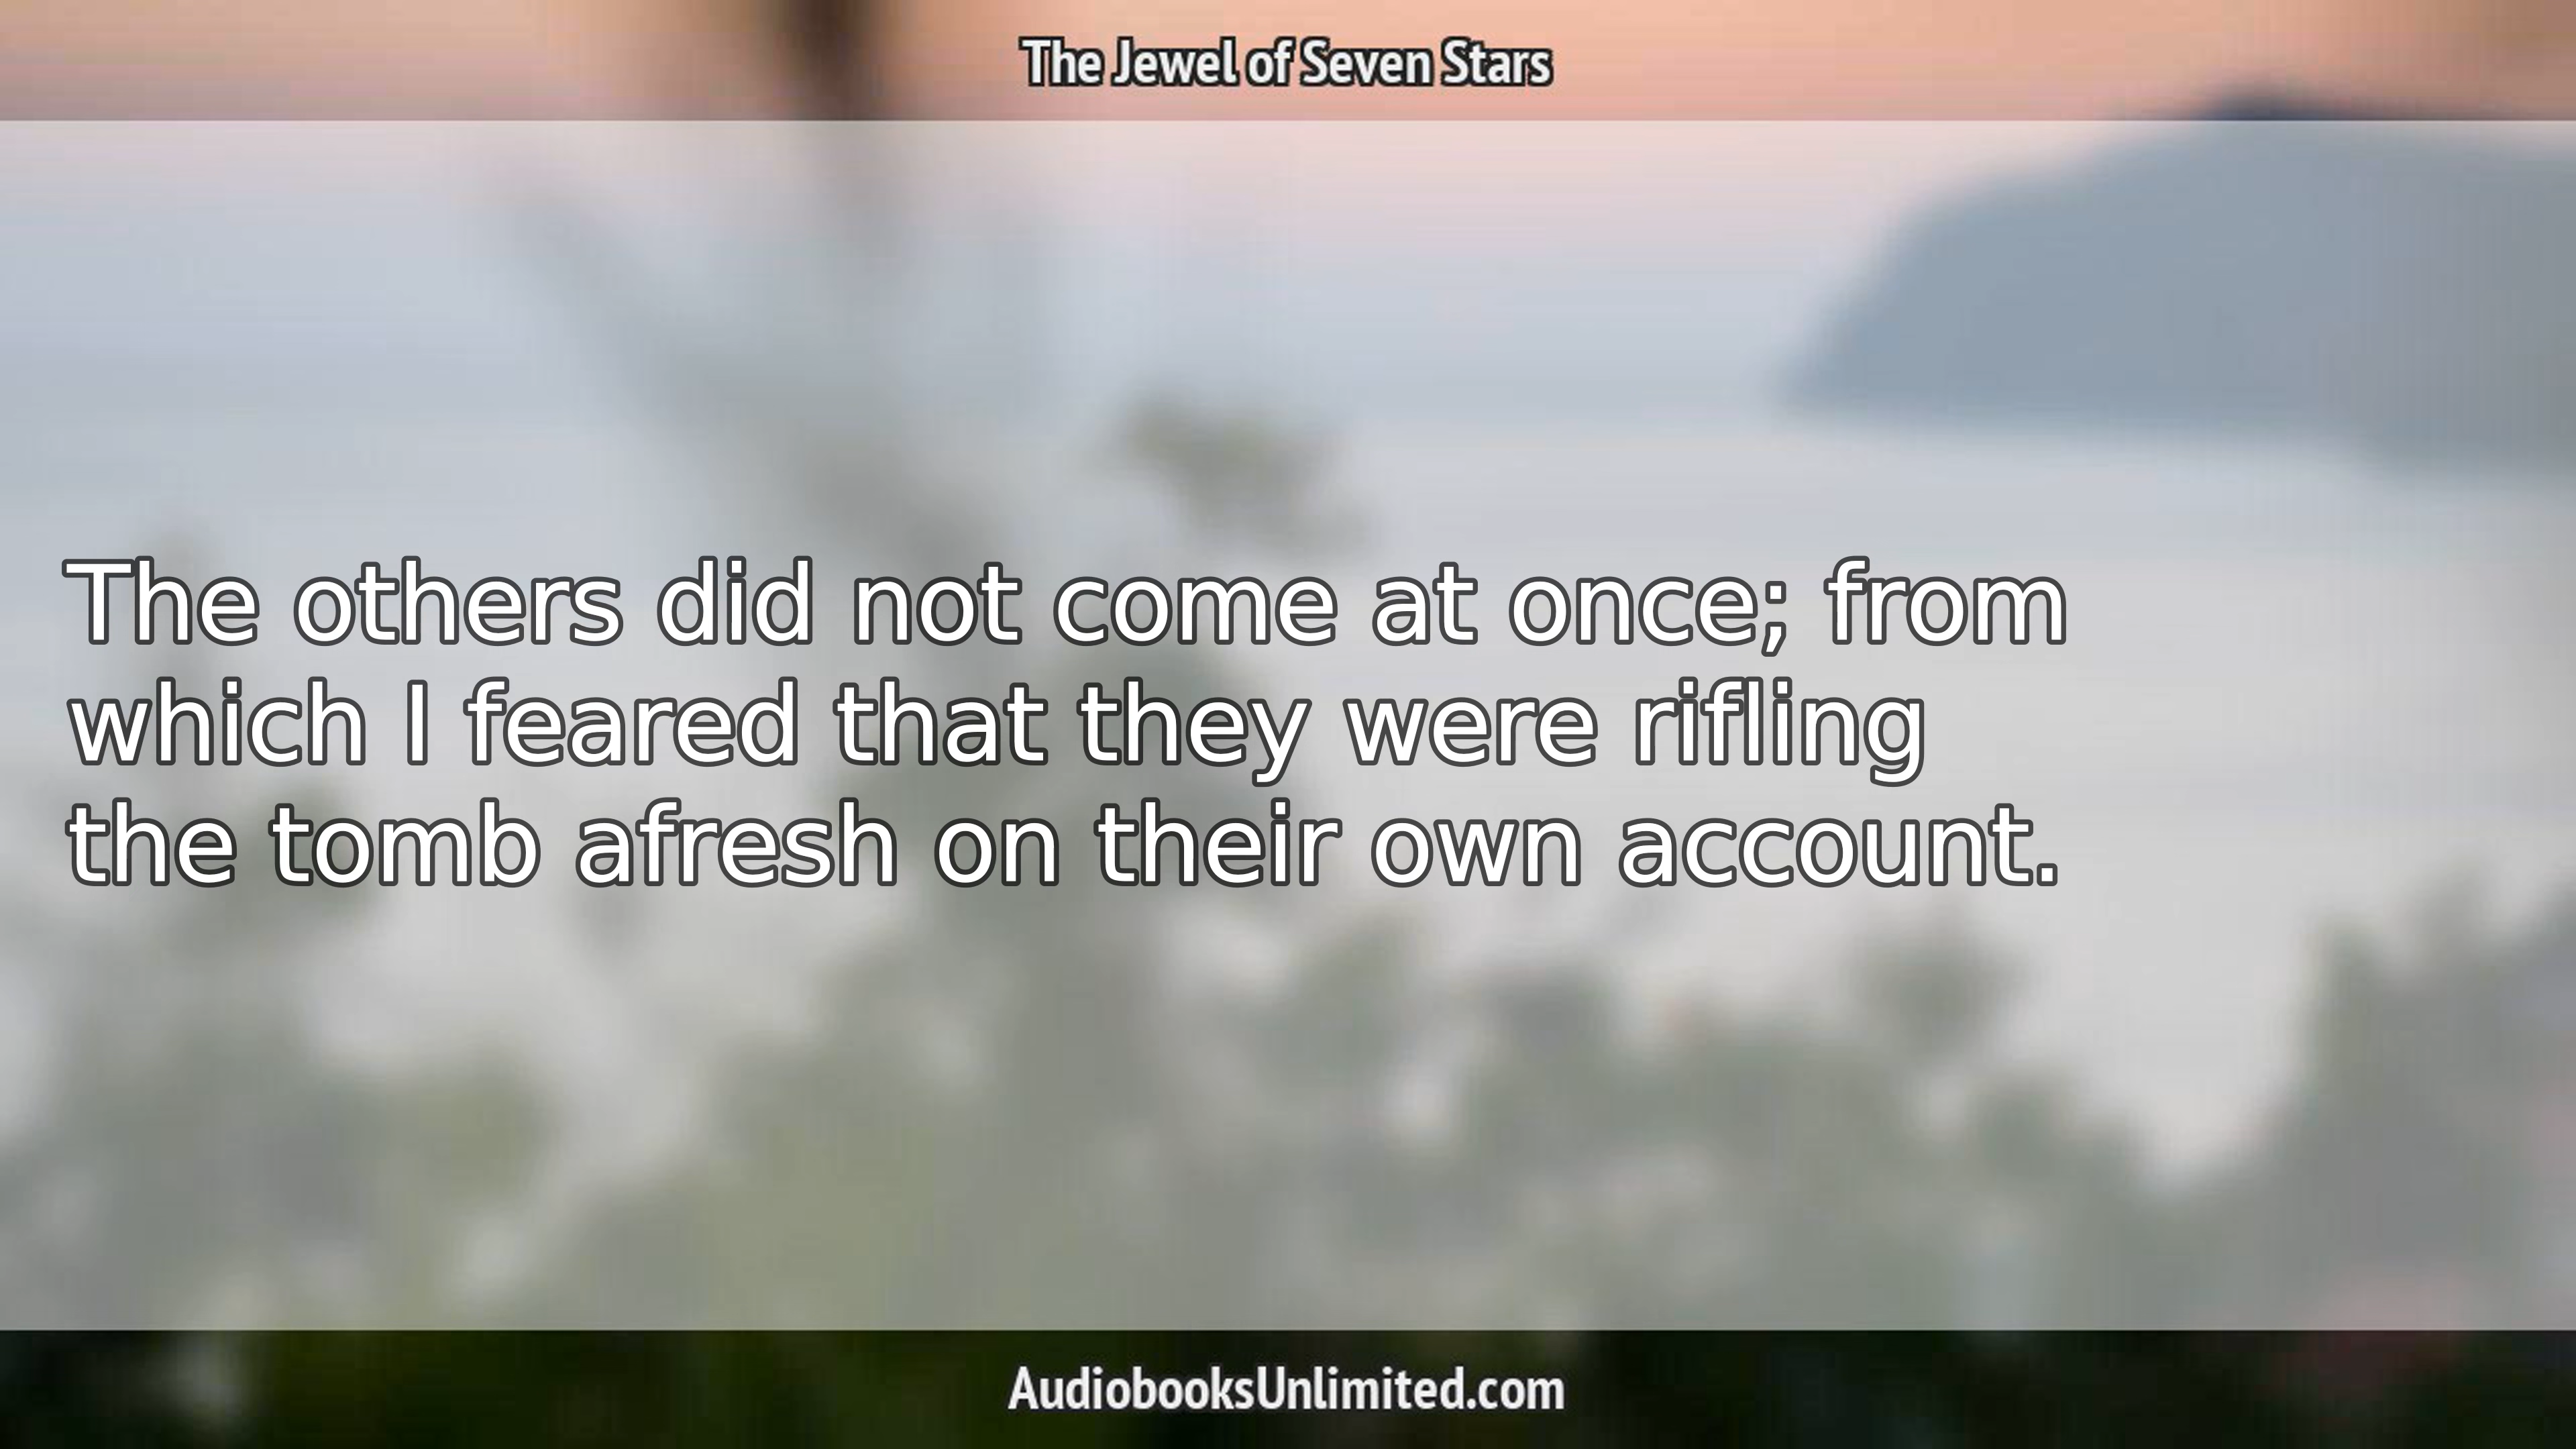 The Jewel of Seven Stars
The others did not come at once; from
which I feared that they were rifling
the tomb afresh on their own account.
AudiobooksUnlimited.com